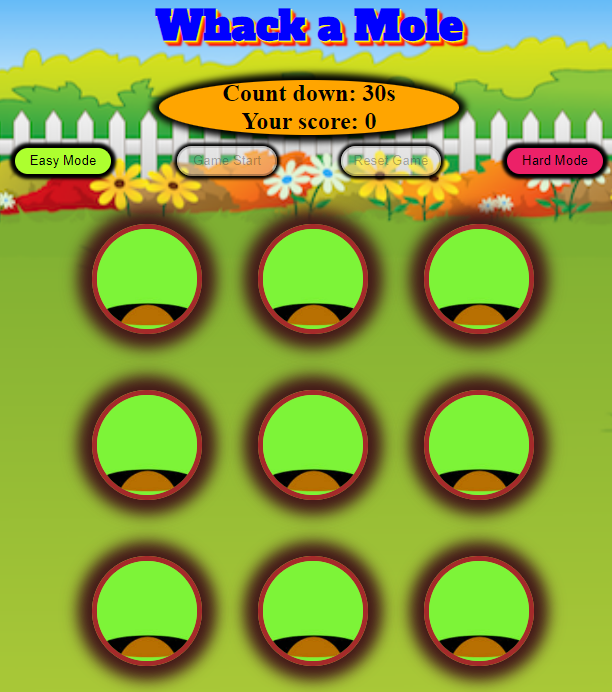 Whack a Mole
Count down: 30s
Your score: 0
Easy Mode
Game Start
Reset Game
Hard Mode